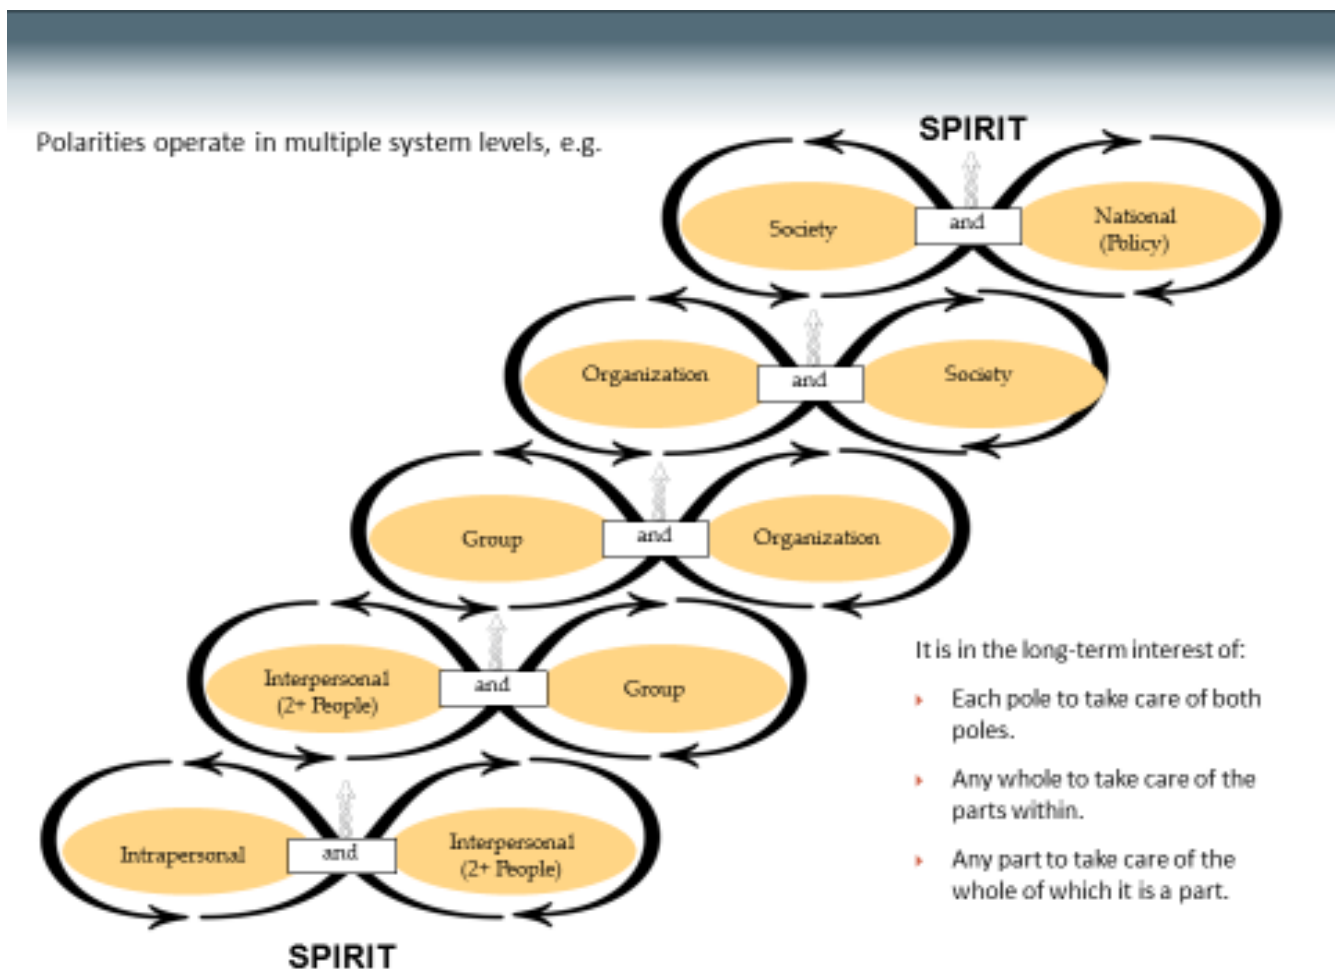 SPIRIT
Polarities operate in multiple system levels, e.g.
Society
and
National
(Policy)
Organization
and
Society
Group
and
Organization
Interpersonal
(2+ People)
and
Group
Intrapersonal
and
Interpersonal
(2+ People)
SPIRIT
It is in the long-term interest of:
Each pole to take care of both
poles.
Any whole to take care of the
parts within.
Any part to take care of the
whole of which it is a part.